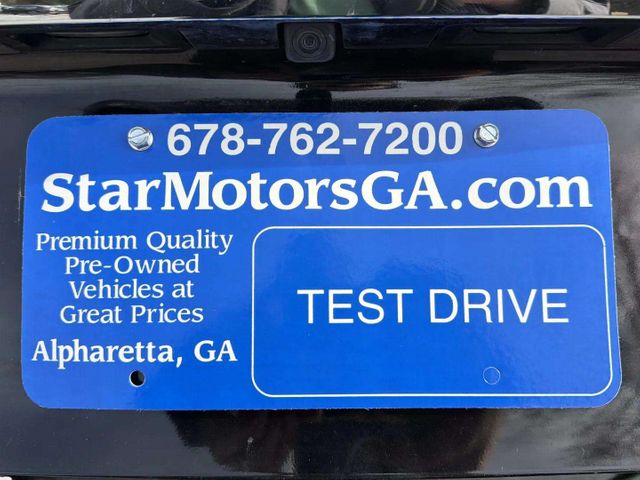 678-762-7200
StarMotorsGA.com
Premium Quality
Pre-Owned
Vehicles at
Great Prices
Alpharetta, GA
TEST DRIVE